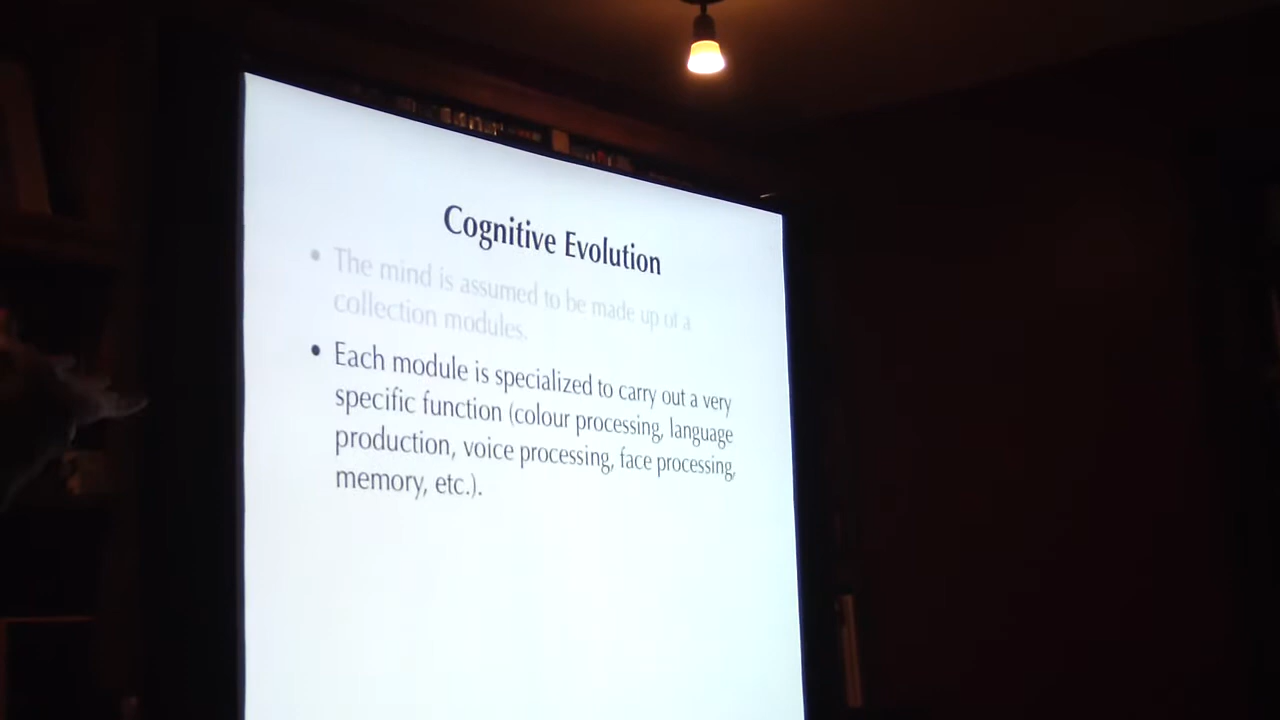 Cognitive Evolution
• The mind is assumed to be made up of a
collection modules.
• Each module is specialized to carry out a very
specific function (colour processing, language
production, voice processing, face processing,
memory, etc.).